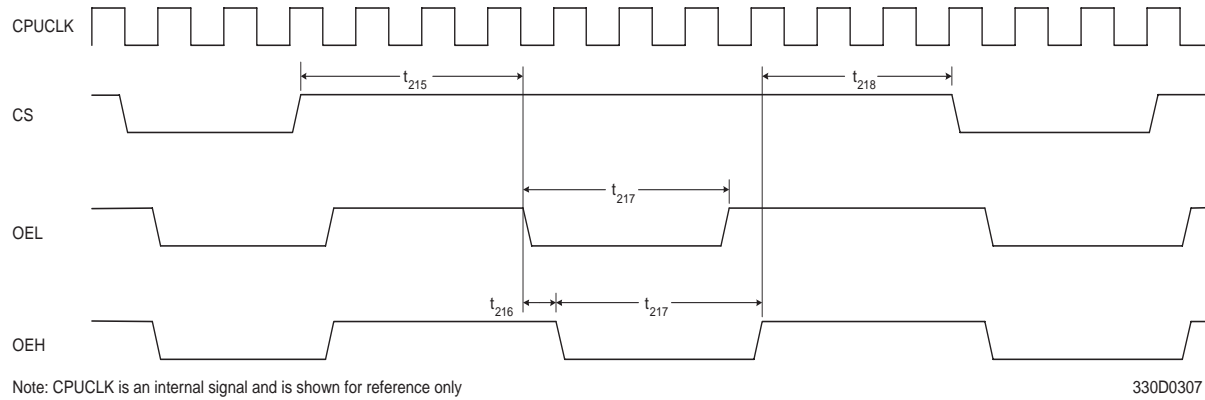 CPUCLK
t215 t218
CS
t217
OEL
t216 t217
OEH
Note: CPUCLK is an internal signal and is shown for reference only 330D0307